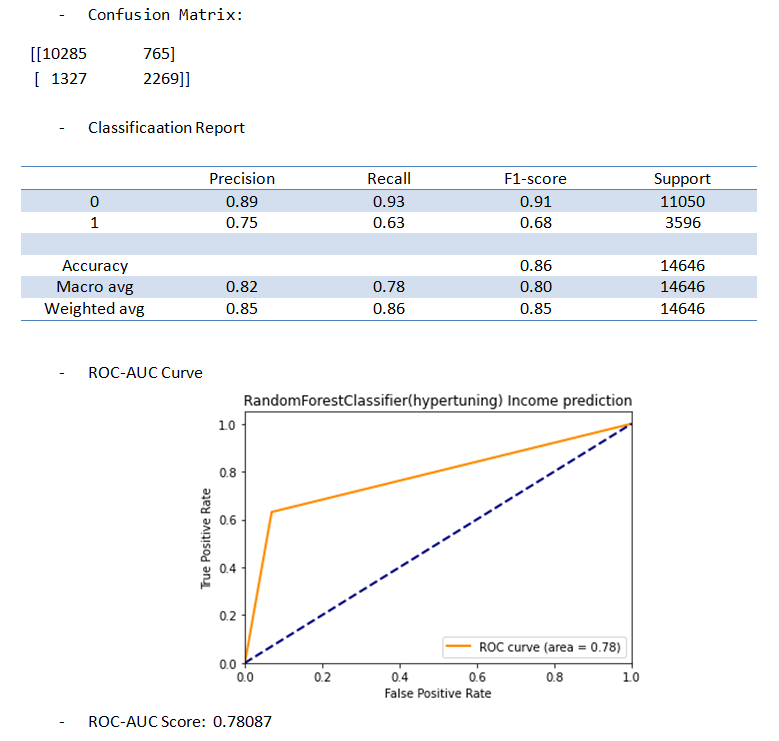 - Confusion Matrix:
[[10285 765]
[ 1327 2269]]
- Classificaation Report
Precision Recall F1-score Support
0 0.89 0.93 0.91 11050
1 0.75 0.63 0.68 3596
Accuracy 0.86 14646
Macro avg 0.82 0.78 0.80 14646
Weighted avg 0.85 0.86 0.85 14646
- ROC-AUC Curve
RandomForestClassifier(hypertuning) Income prediction
1.0
0.8
0.6
0.4
0.2
0.0
True Positive Rate
ROC curve (area = 0.78)
0.0 0.2 0.4 0.6 0.8 1.0
False Positive Rate
- ROC-AUC Score: 0.78087